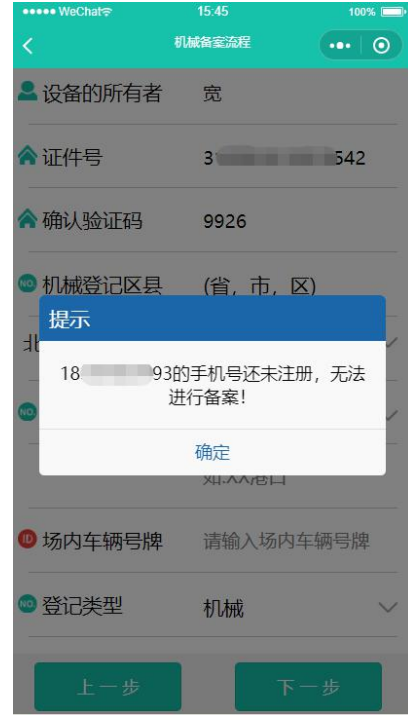 ●●●●● WeChat 15:45 100%
机械备案流程
设备的所有者 宽
证件号 3 542
确认验证码 9926
NO. 机械登记区县 (省，市，区)
提示
北
18 93的手机号还未注册，无法
进行备案！
NO.
确定
如:XX港口
ID 场内车辆号牌 请输入场内车辆号牌
NO. 登记类型 机械
上一步 下一步